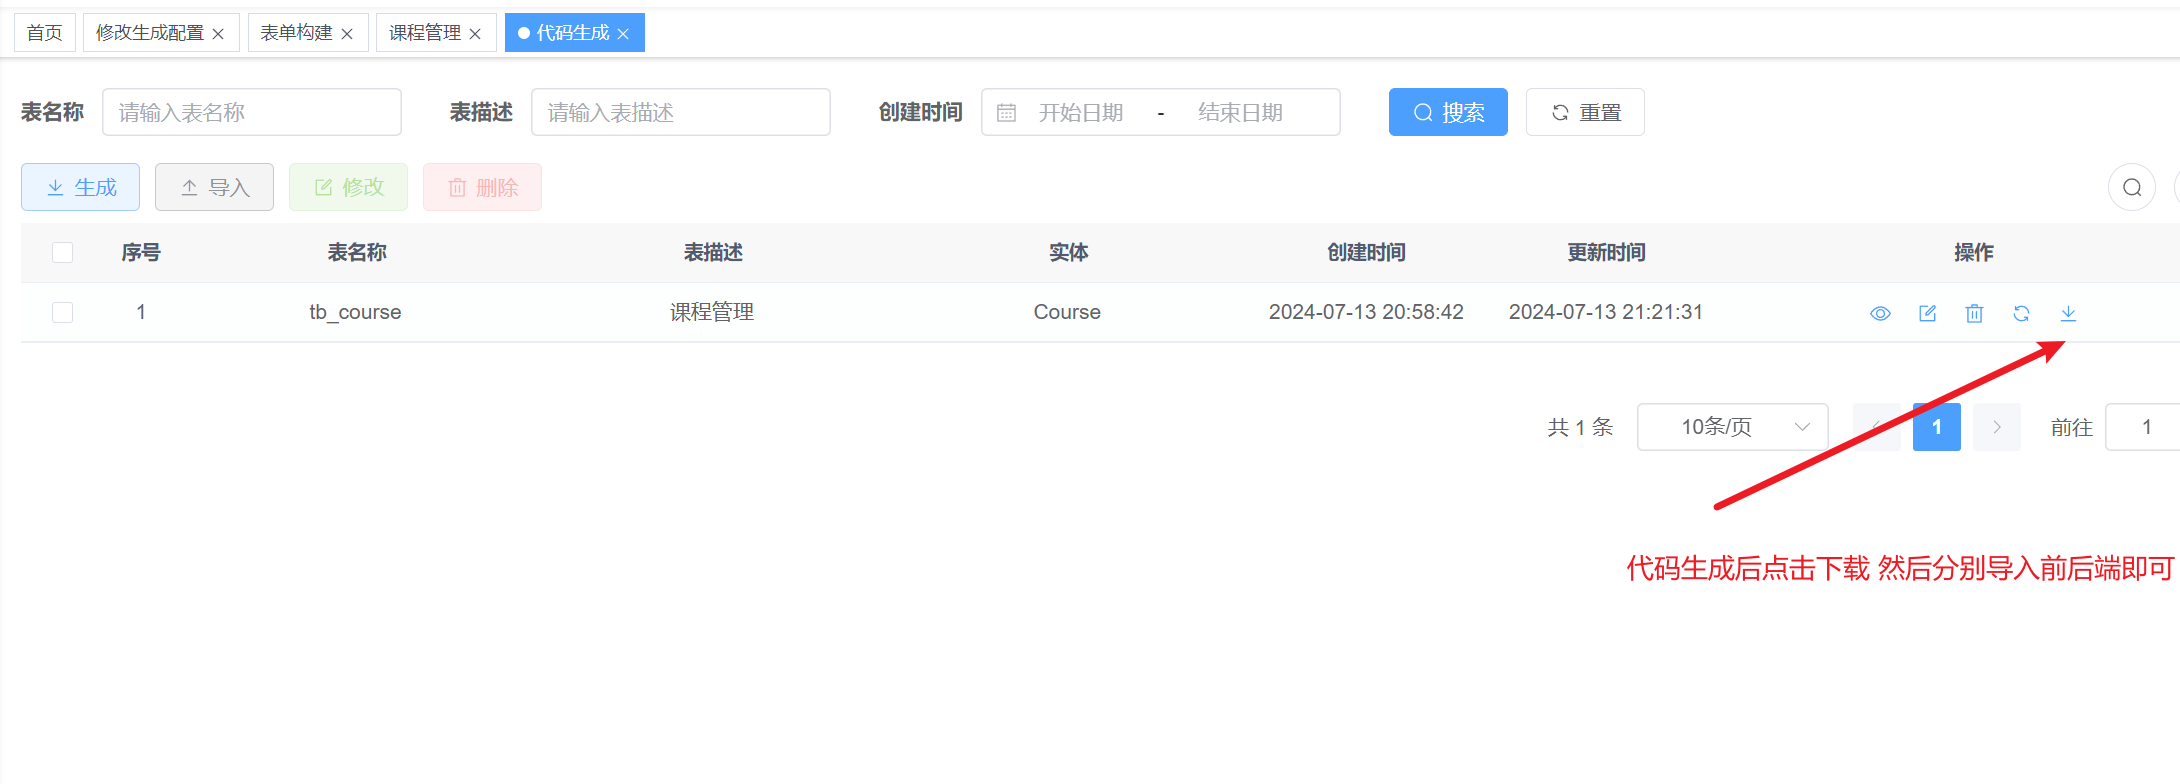 首页 修改生成配置 表单构建 课程管理 代码生成
表名称 请输入表名称 表描述 请输入表描述 创建时间 开始日期 - 结束日期 搜索 重置
生成 导入 修改 删除
序号 表名称 表描述 实体 创建时间 更新时间 操作
1 tb_course 课程管理 Course 2024-07-13 20:58:42 2024-07-13 21:21:31
共 1 条 10条/页 1 前往 1
代码生成后点击下载 然后分别导入前后端即可